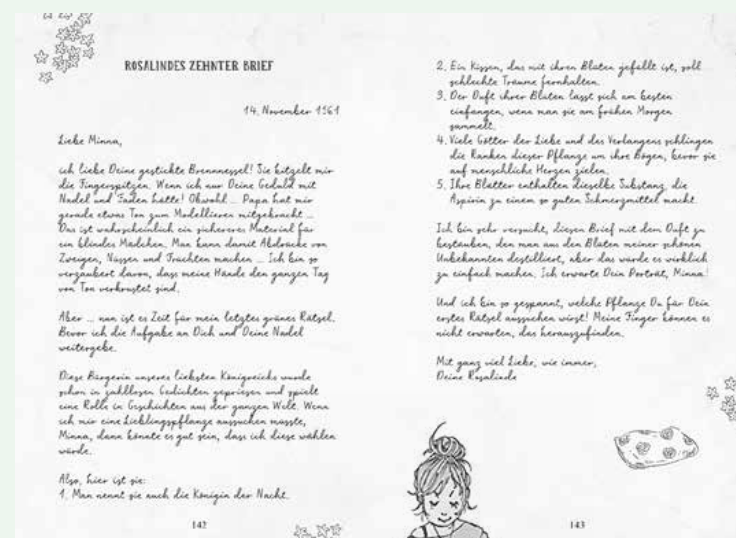 ROSALINDES ZEHNTER BRIEF
14. November 1961
Liebe Minna,
ich liebe Deine gestickte Brennnessel! Sie kitzelt mir
die Fingerspitzen. Wenn ich nur Deine Geduld mit
Nadel und Faden hätte! Obwohl ... Papa hat mir
gerade etwas Ton zum Modellieren mitgebracht ...
Das ist wahrscheinlich ein sichereres Material für
ein blindes Mädchen. Man kann damit Abdrücke von
Zweigen, Nüssen und Früchten machen ... Ich bin so
verzaubert davon, dass meine Hände den ganzen Tag
von Ton verkrustet sind.
Aber ... nun ist es Zeit für mein letztes grünes Rätsel.
Bevor ich die Aufgabe an Dich und Deine Nadel
weitergebe.
Diese Bürgerin unseres liebsten Königreichs wurde
schon in zahllosen Gedichten gepriesen und spielt
eine Rolle in Geschichten aus der ganzen Welt. Wenn
ich mir eine Lieblingspflanze aussuchen müsste,
Minna, dann könnte es gut sein, dass ich diese wählen
würde.
Also, hier ist sie:
1. Man nennt sie auch die Königin der Nacht.
142
2. Ein Kissen, das mit ihren Blüten gefüllt ist, soll
schlechte Träume fernhalten.
3. Der Duft ihrer Blüten lässt sich am besten
einfangen, wenn man sie am frühen Morgen
sammelt.
4. Viele Götter der Liebe und des Verlangens schlingen
die Ranken dieser Pflanze um ihre Bögen, bevor sie
auf menschliche Herzen zielen.
5. Ihre Blätter enthalten dieselbe Substanz, die
Aspirin zu einem so guten Schmerzmittel macht.
Ich bin sehr versucht, diesen Brief mit dem Duft zu
bestäuben, den man aus den Blüten meiner schönen
Unbekannten destilliert, aber das würde es wirklich
zu einfach machen. Ich erwarte Dein Porträt, Minna!
Und ich bin so gespannt, welche Pflanze Du für Dein
erstes Rätsel aussuchen wirst! Meine Finger können es
nicht erwarten, das herauszufinden.
Mit ganz viel Liebe, wie immer,
Deine Rosalinde
143